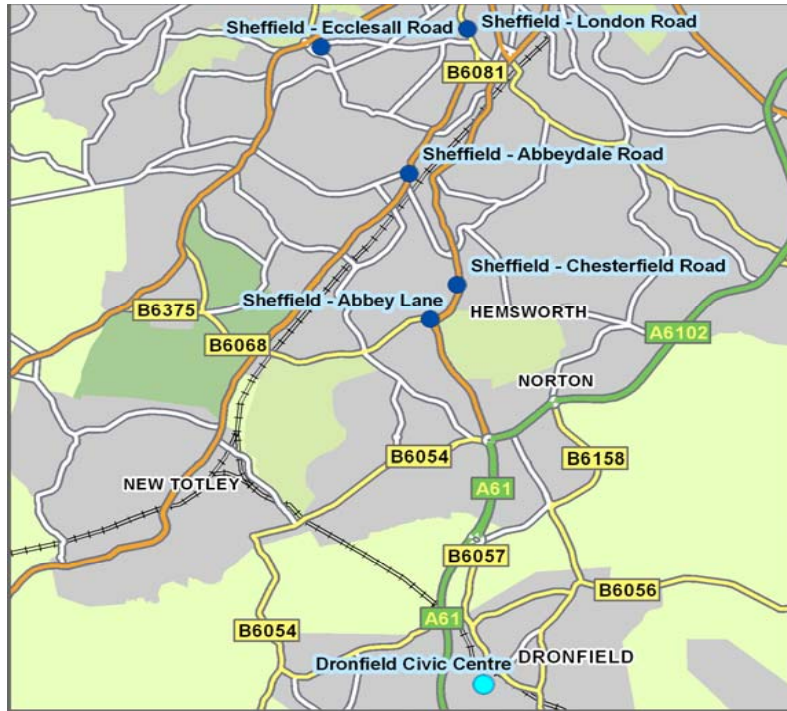 Sheffield - Ecclesall Road
Sheffield - London Road
B6081
Sheffield - Abbeydale Road
Sheffield - Chesterfield Road
Sheffield - Abbey Lane
B6375
HEMSWORTH
A6102
B6068
NORTON
B6054
B6158
NEW TOTLEY
A61
B6057
B6056
A61
B6054
DRONFIELD
Dronfield Civic Centre